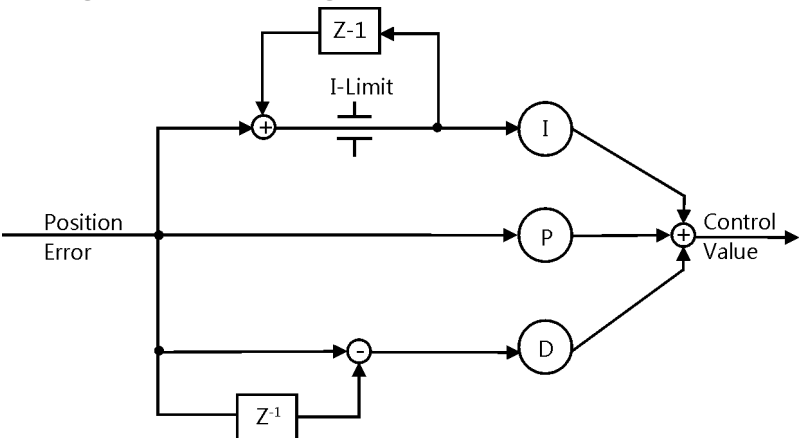 Z-1
I-Limit
+
I
Position
Error
P
+
Control
Value
-
D
Z-1